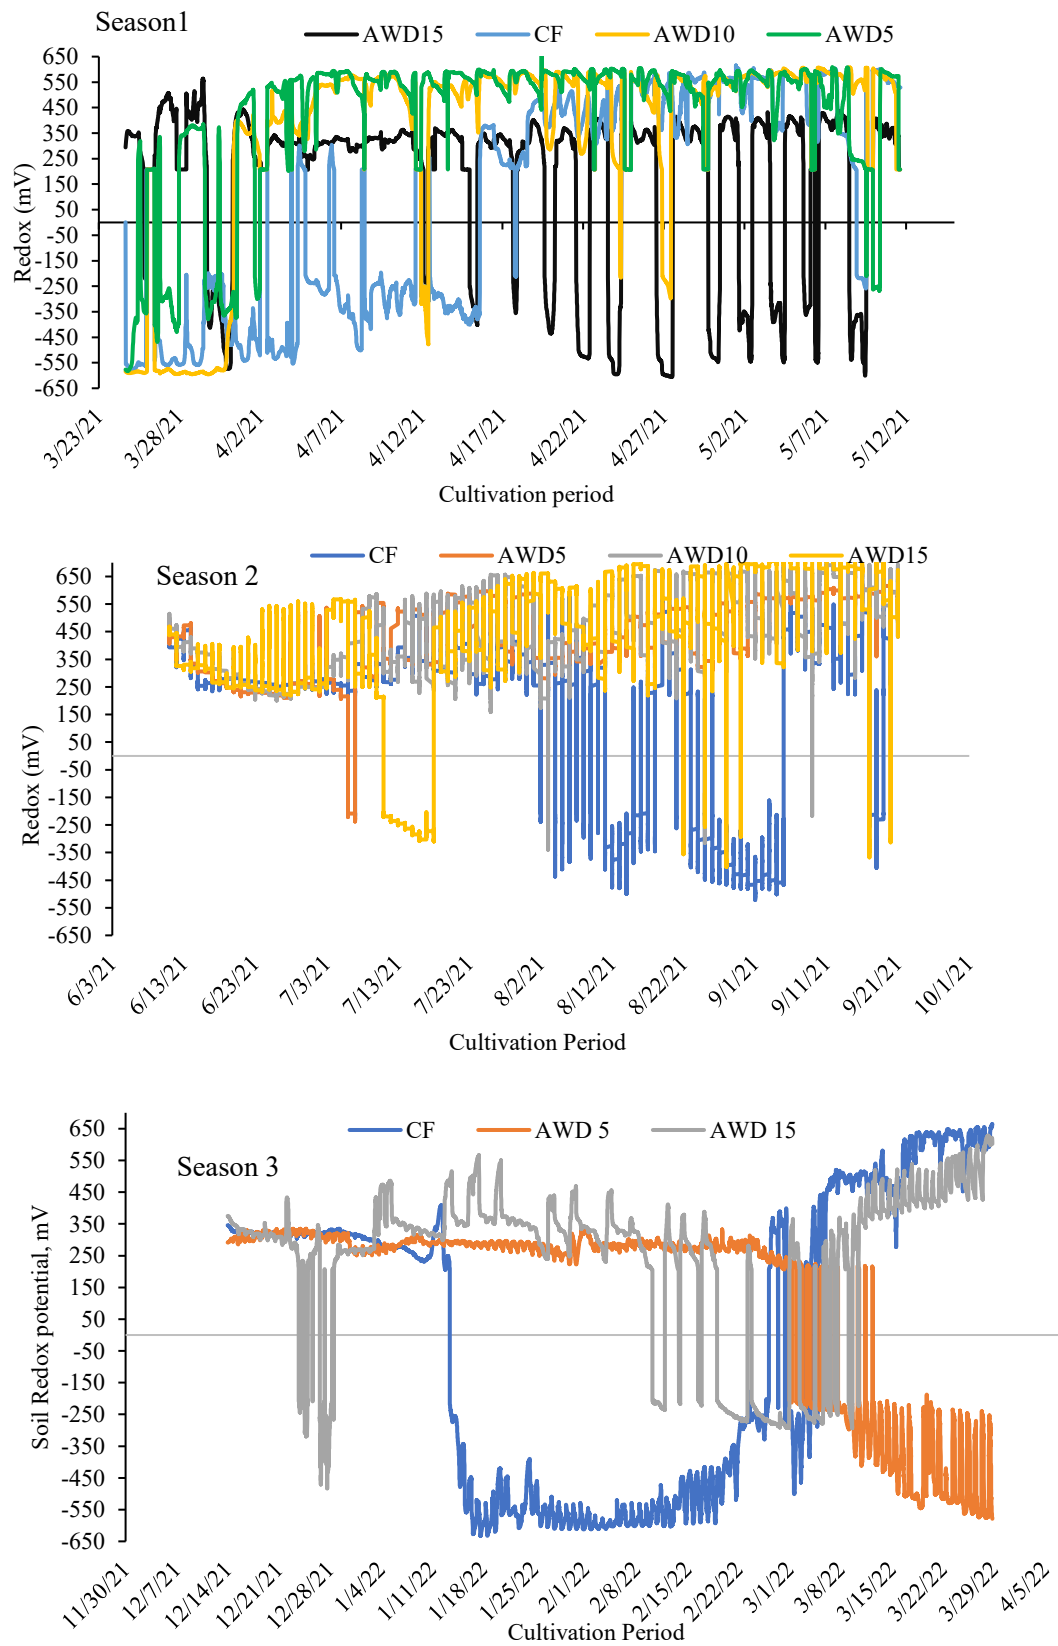 Season1
AWD15 CF AWD10 AWD5
650
550
450
350
250
150
50
-50
-150
-250
-350
-450
-550
-650
Redox (mV)
3/23/21 3/28/21 4/2/21 4/7/21 4/12/21 4/17/21 4/22/21 4/27/21 5/2/21 5/7/21 5/12/21
Cultivation period
CF AWD5 AWD10 AWD15
Season 2
650
550
450
350
250
150
50
-50
-150
-250
-350
-450
-550
-650
Redox (mV)
6/3/21 6/13/21 6/23/21 7/3/21 7/13/21 7/23/21 8/2/21 8/12/21 8/22/21 9/1/21 9/11/21 9/21/21 10/1/21
Cultivation Period
CF AWD 5 AWD 15
Season 3
650
550
450
350
250
150
50
-50
-150
-250
-350
-450
-550
-650
Soil Redox potential, mV
11/30/21 12/7/21 12/14/21 12/21/21 12/28/21 1/4/22 1/11/22 1/18/22 1/25/22 2/1/22 2/8/22 2/15/22 2/22/22 3/1/22 3/8/22 3/15/22 3/22/22 3/29/22 4/5/22
Cultivation Period